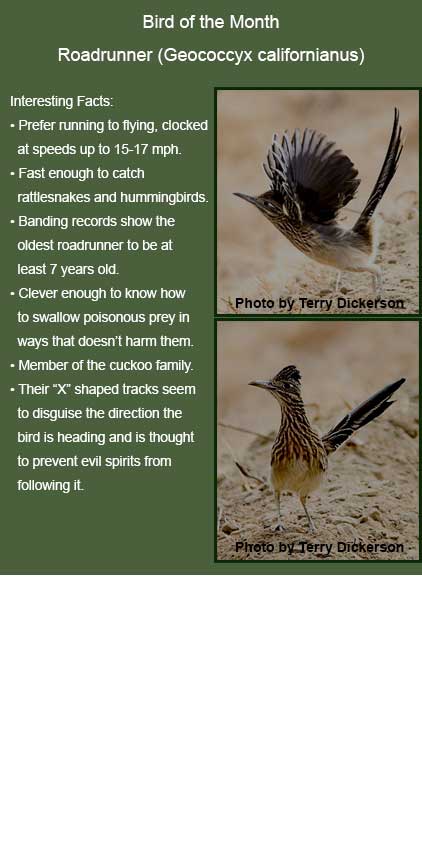 Bird of the Month
Roadrunner (Geococcyx californianus)
Interesting Facts:
• Prefer running to flying, clocked
at speeds up to 15-17 mph.
• Fast enough to catch
rattlesnakes and hummingbirds.
• Banding records show the
oldest roadrunner to be at
least 7 years old.
• Clever enough to know how
to swallow poisonous prey in
ways that doesn’t harm them.
• Member of the cuckoo family.
• Their “X” shaped tracks seem
to disguise the direction the
bird is heading and is thought
to prevent evil spirits from
following it.
Photo by Terry Dickerson
Photo by Terry Dickerson